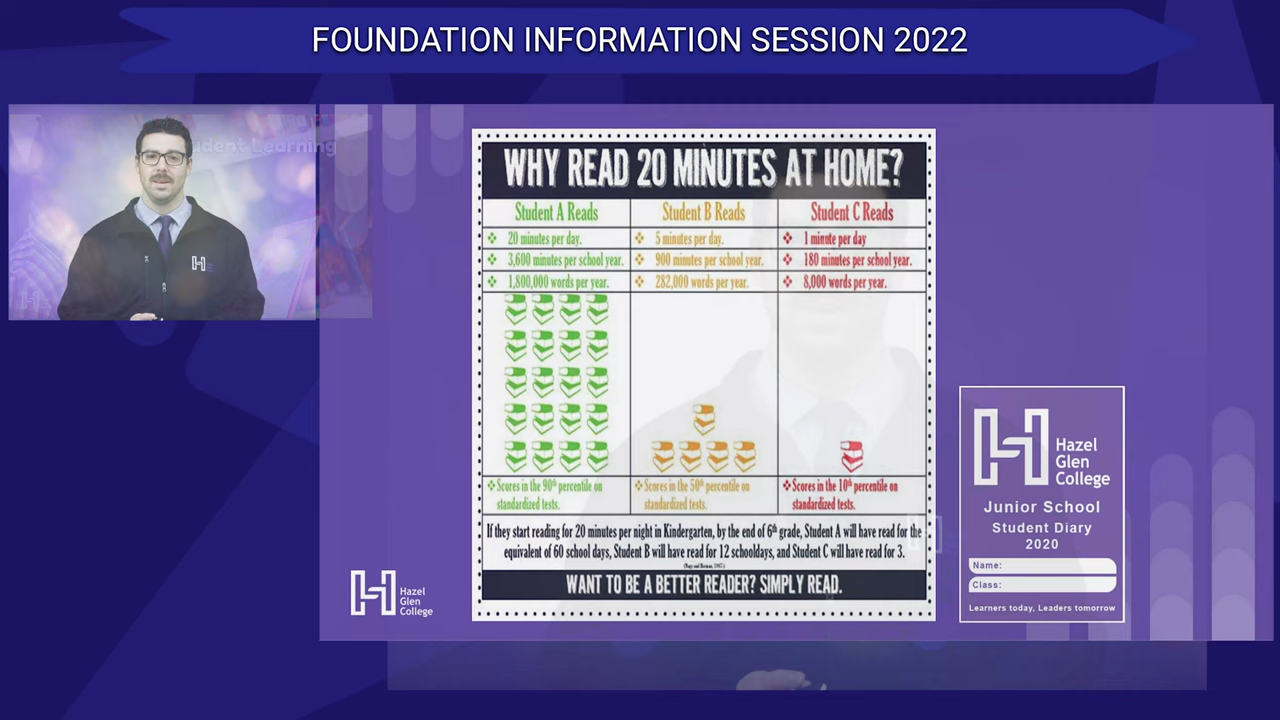 FOUNDATION INFORMATION SESSION 2022
Student Learning
H
WHY READ 20 MINUTES AT HOME?
Student A Reads
Student B Reads
Student C Reads
20 minutes per day.
5 minutes per day.
1 minute per day
3,600 minutes per school year.
900 minutes per school year.
180 minutes per school year.
1,800,000 words per year.
282,000 words per year.
8,000 words per year.
Scores in the 90th percentile on
standardized tests.
Scores in the 50th percentile on
standardized tests.
Scores in the 10th percentile on
standardized tests.
If they start reading for 20 minutes per night in Kindergarten, by the end of 6th grade, Student A will have read for the
equivalent of 60 school days, Student B will have read for 12 schooldays, and Student C will have read for 3.
WANT TO BE A BETTER READER? SIMPLY READ.
H
Hazel
Glen
College
H
Hazel
Glen
College
Junior School
Student Diary
2020
Name:
Class:
Learners today, Leaders tomorrow